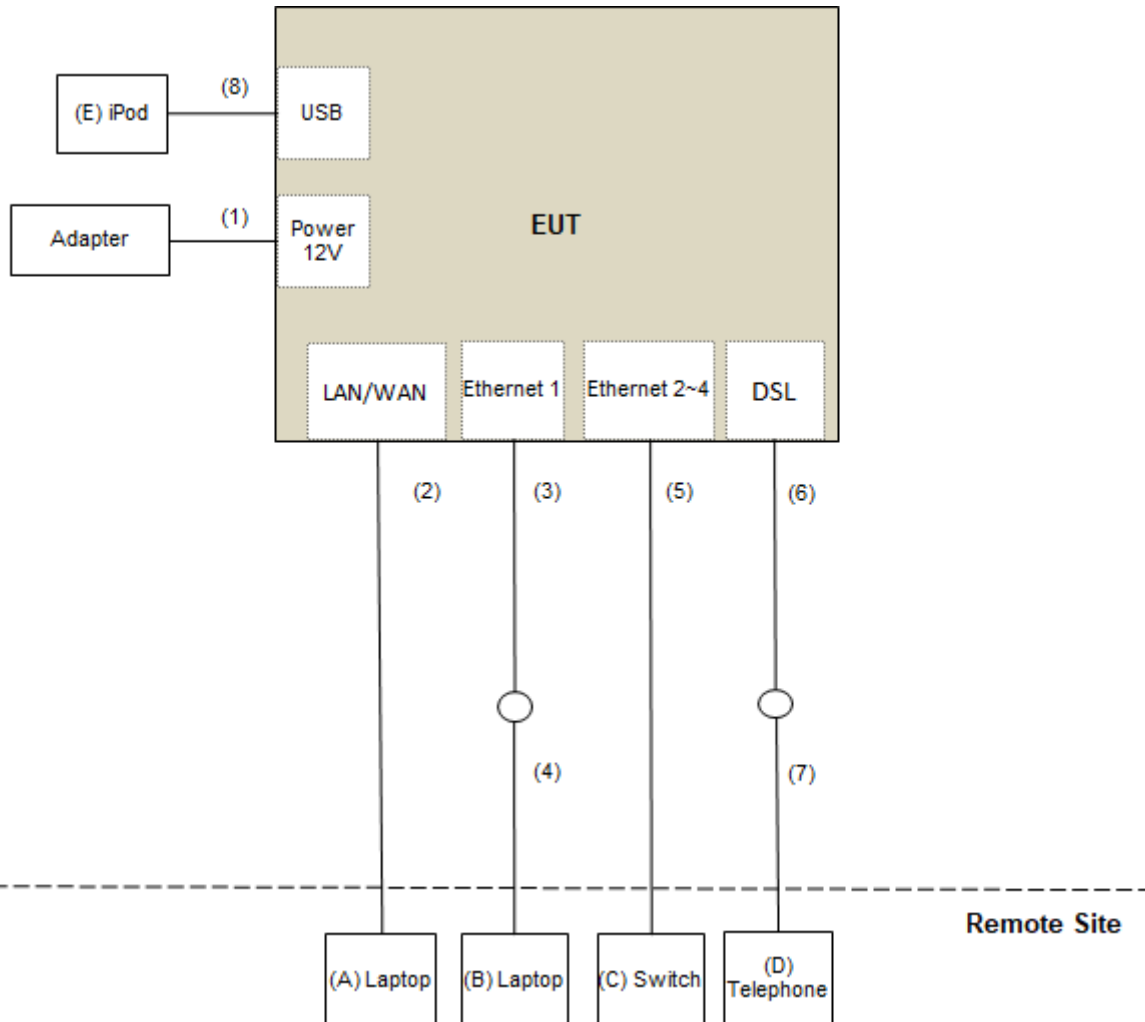 (8)
(E) iPod
USB
(1)
Adapter
Power
12V
EUT
LAN/WAN
Ethernet 1
Ethernet 2~4
DSL
(2)
(3)
(5)
(6)
(4)
(7)
Remote Site
(A) Laptop
(B) Laptop
(C) Switch
(D)
Telephone